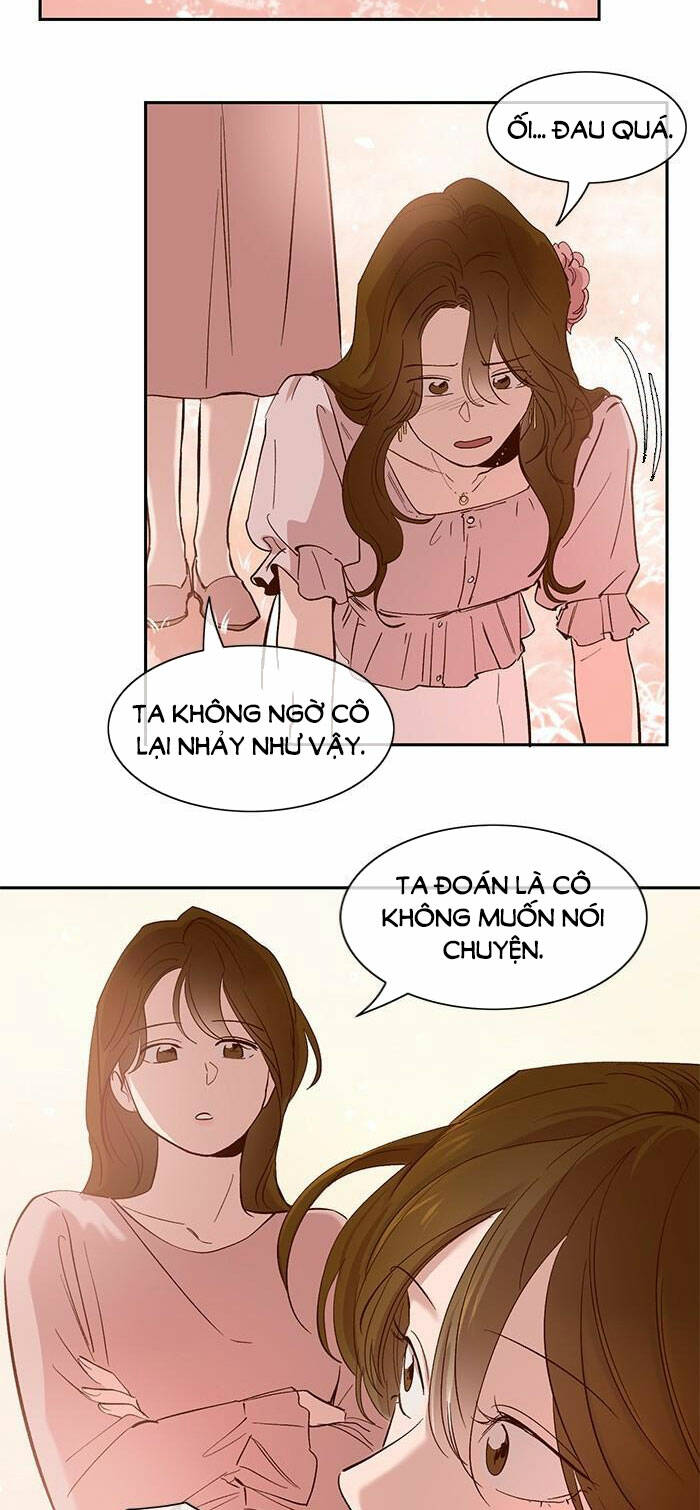 ỐI... ĐAU QUÁ.
TA KHÔNG NGỜ CÔ
LẠI NHẢY NHƯ VẬY.
TA ĐOÁN LÀ CÔ
KHÔNG MUỐN NÓI
CHUYỆN.